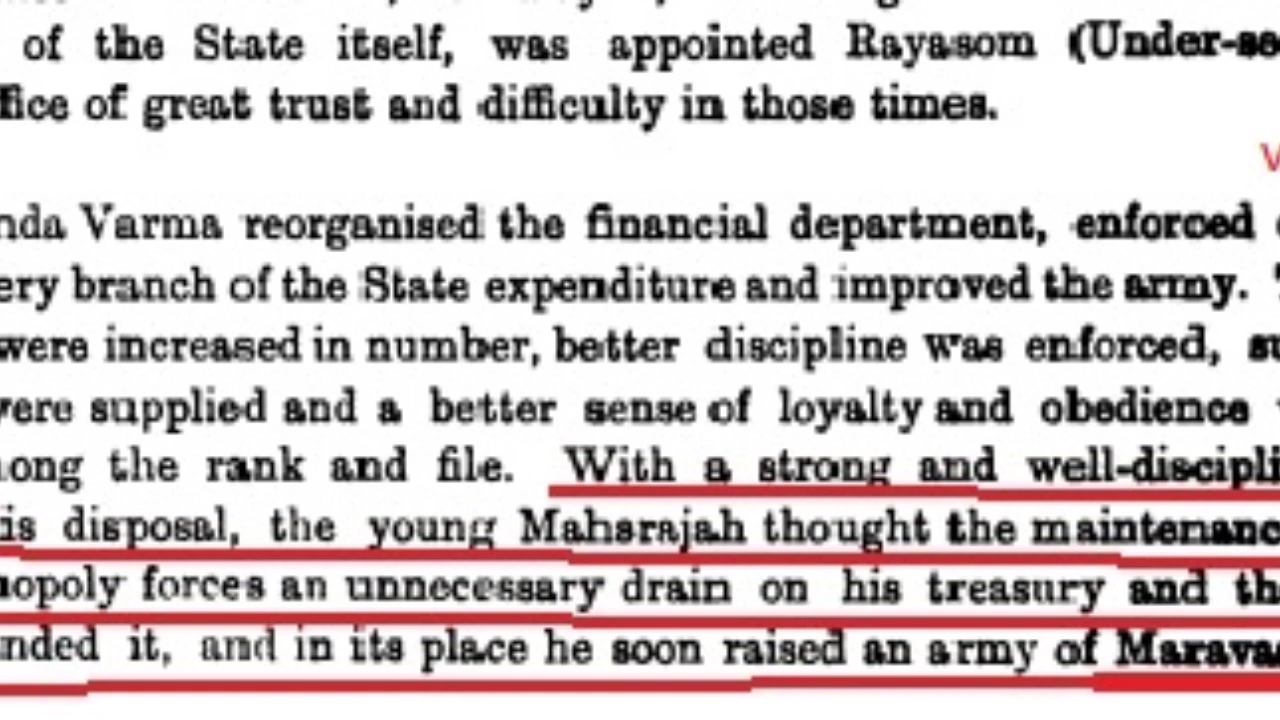 of the State itself, was appointed Rayasom (Under-se
fice of great trust and difficulty in those times.
V
nda Varma reorganised the financial department, enforced
ery branch of the State expenditure and improved the army.
were increased in number, better discipline was enforced, su
were supplied and a better sense of loyalty and obedience
ong the rank and file. With a strong and well-discipli
is disposal, the young Maharajah thought the maintenanc
opoly forces an unnecessary drain on his treasury and th
nded it, and in its place he soon raised an army of Marava